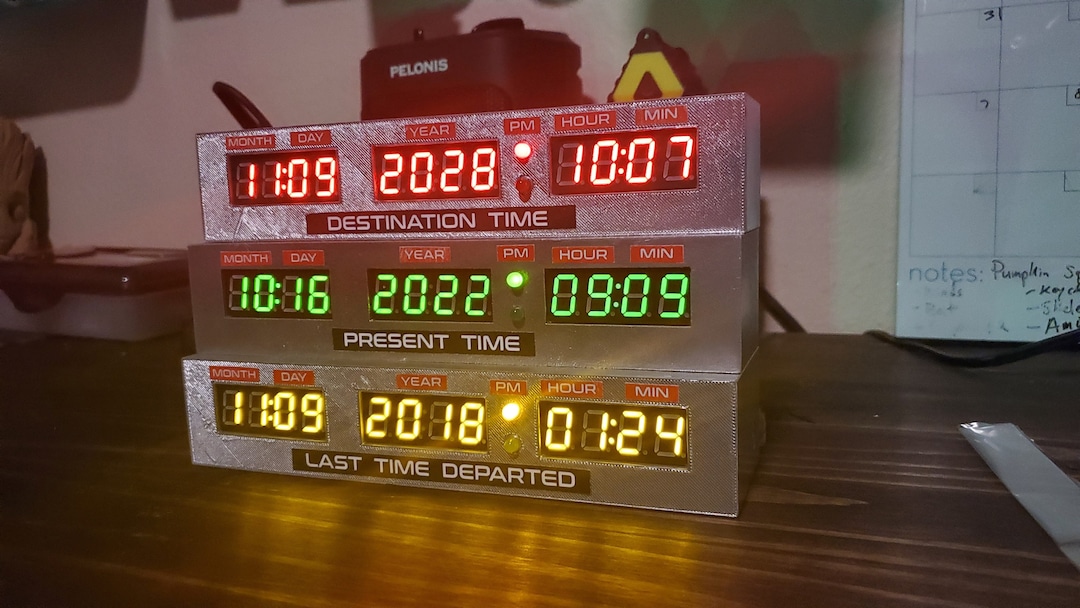 PELONIS
31
7
MONTH DAY YEAR PM HOUR MIN
11:09 2028 10:07
DESTINATION TIME
MONTH DAY YEAR PM HOUR MIN
10:16 2022 09:09
PRESENT TIME
MONTH DAY YEAR PM HOUR MIN
11:09 2018 01:24
LAST TIME DEPARTED
notes: Pumpkin